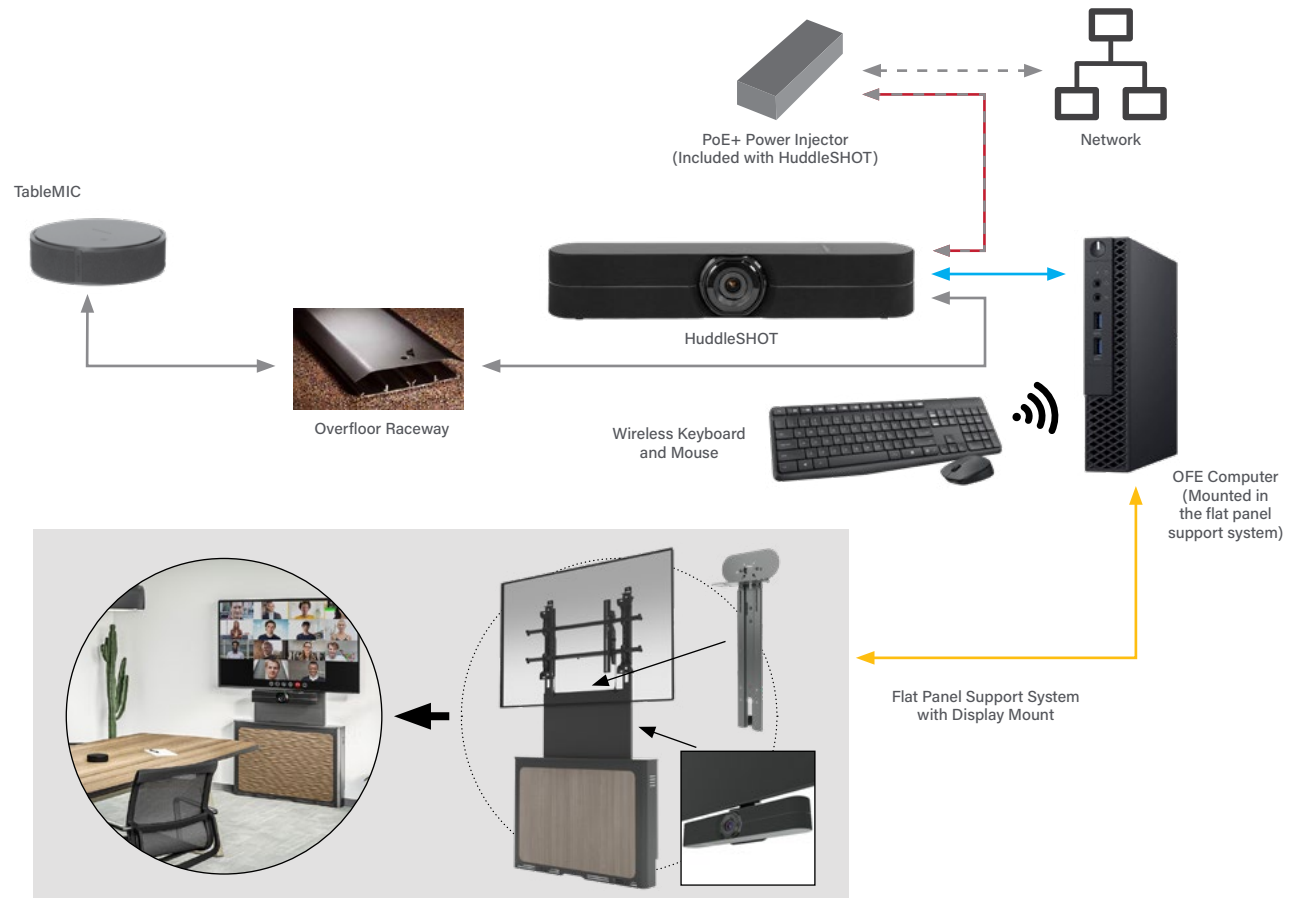 PoE+ Power Injector
(Included with HuddleSHOT)
Network
TableMIC
HuddleSHOT
Overfloor Raceway
Wireless Keyboard
and Mouse
OFE Computer
(Mounted in
the flat panel
support system)
Flat Panel Support System
with Display Mount